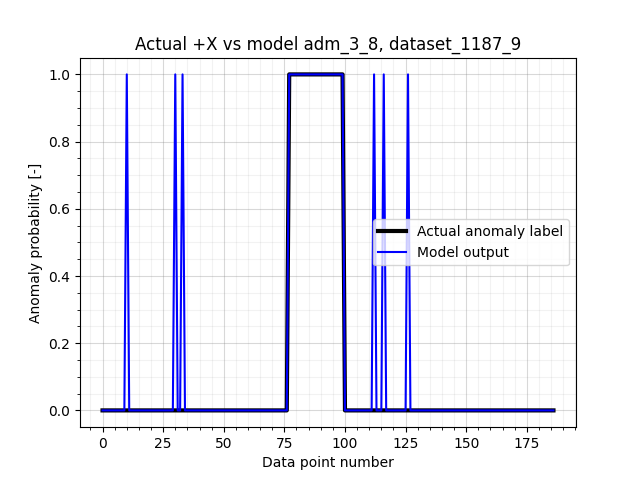 Actual +X vs model adm_3_8, dataset_1187_9
1.0
0.8
0.6
0.4
0.2
0.0
Anomaly probability [-]
Actual anomaly label
Model output
0 25 50 75 100 125 150 175
Data point number